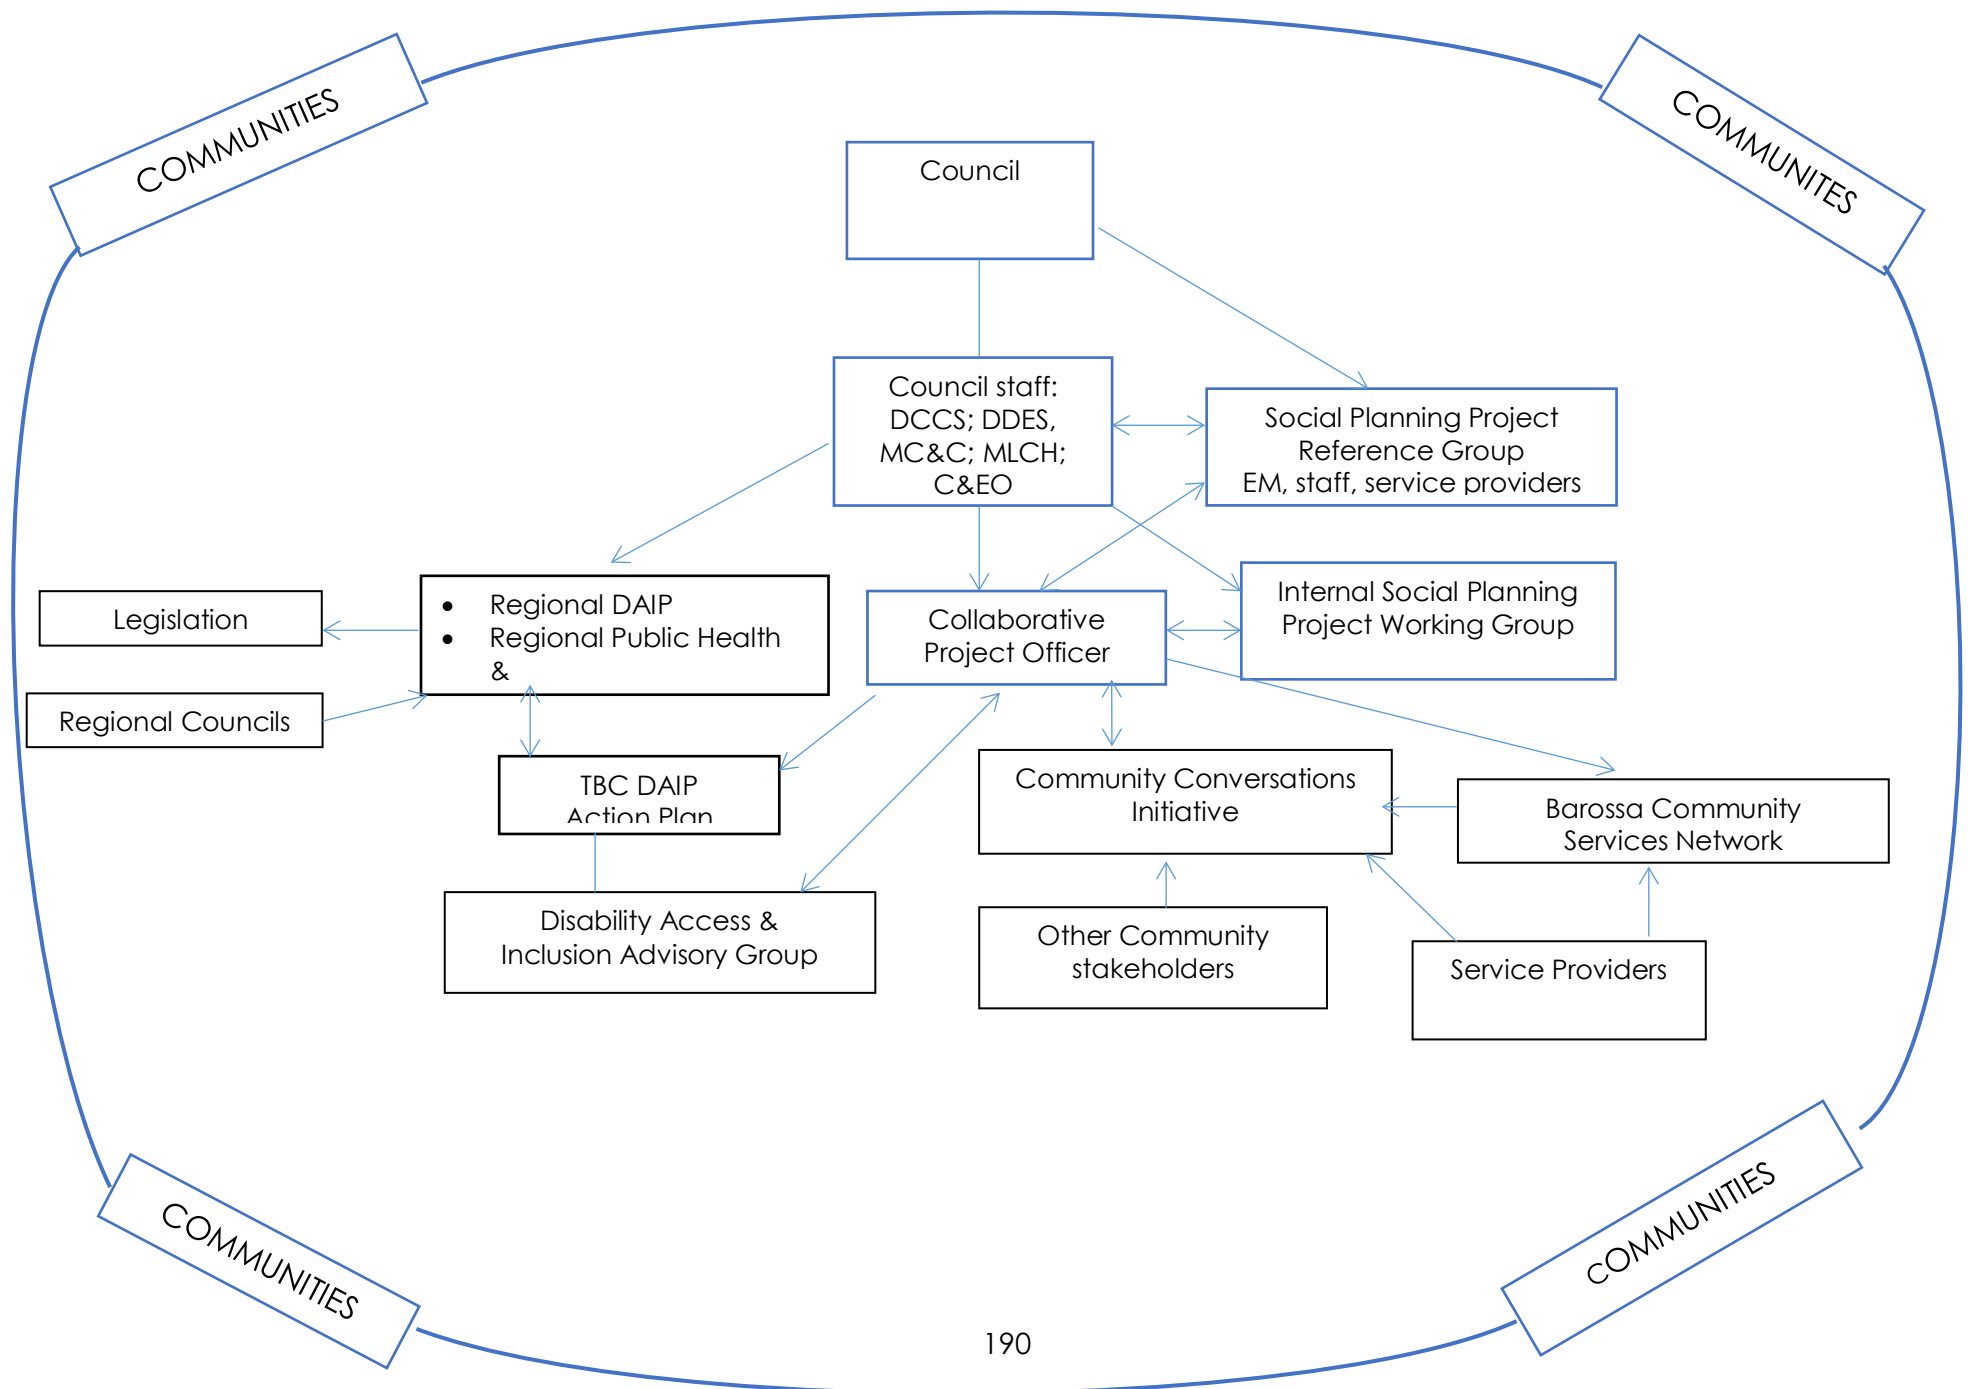 COMMUNITIES
COMMUNITES
Council
Council staff:
DCCS; DDES,
MC&C; MLCH;
C&EO
Social Planning Project
Reference Group
EM, staff, service providers
Legislation
• Regional DAIP
• Regional Public Health
&
Collaborative
Project Officer
Internal Social Planning
Project Working Group
Regional Councils
TBC DAIP
Action Plan
Community Conversations
Initiative
Barossa Community
Services Network
Disability Access &
Inclusion Advisory Group
Other Community
stakeholders
Service Providers
COMMUNITIES
COMMUNITIES
190